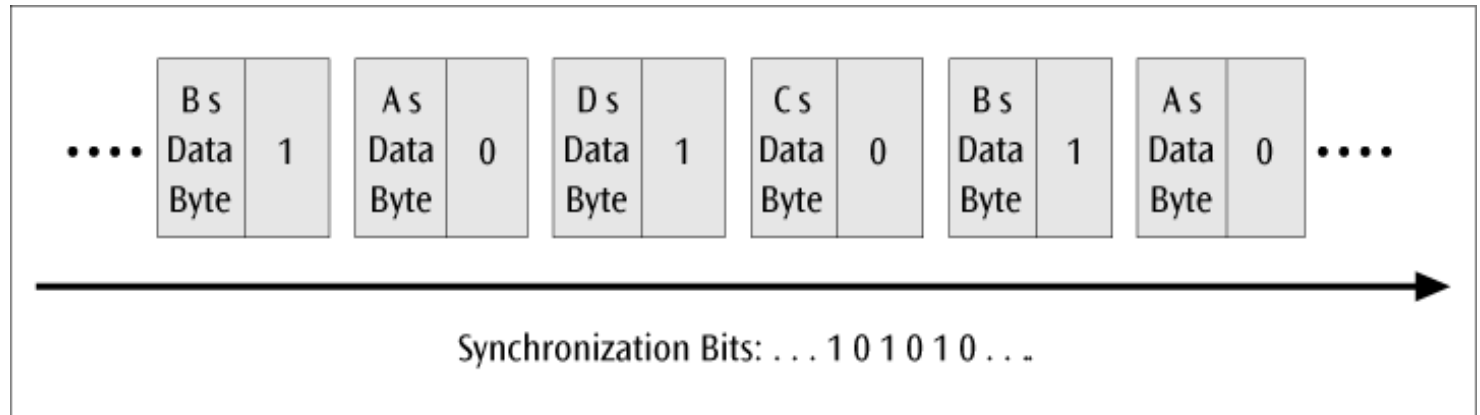 •••• B s Data Byte 1 A s Data Byte 0 D s Data Byte 1 C s Data Byte 0 B s Data Byte 1 A s Data Byte 0 ••••
Synchronization Bits: . . . 1 0 1 0 1 0 . . ..